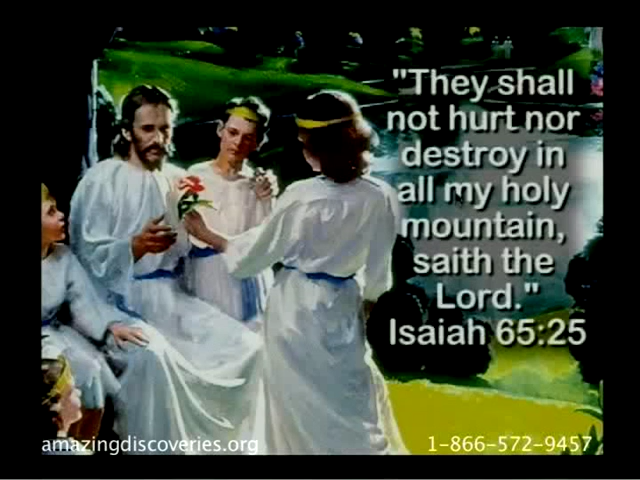 "They shall
not hurt nor
destroy in
all my holy
mountain,
saith the
Lord."
Isaiah 65:25
amazingdiscoveries.org
1-866-572-9457